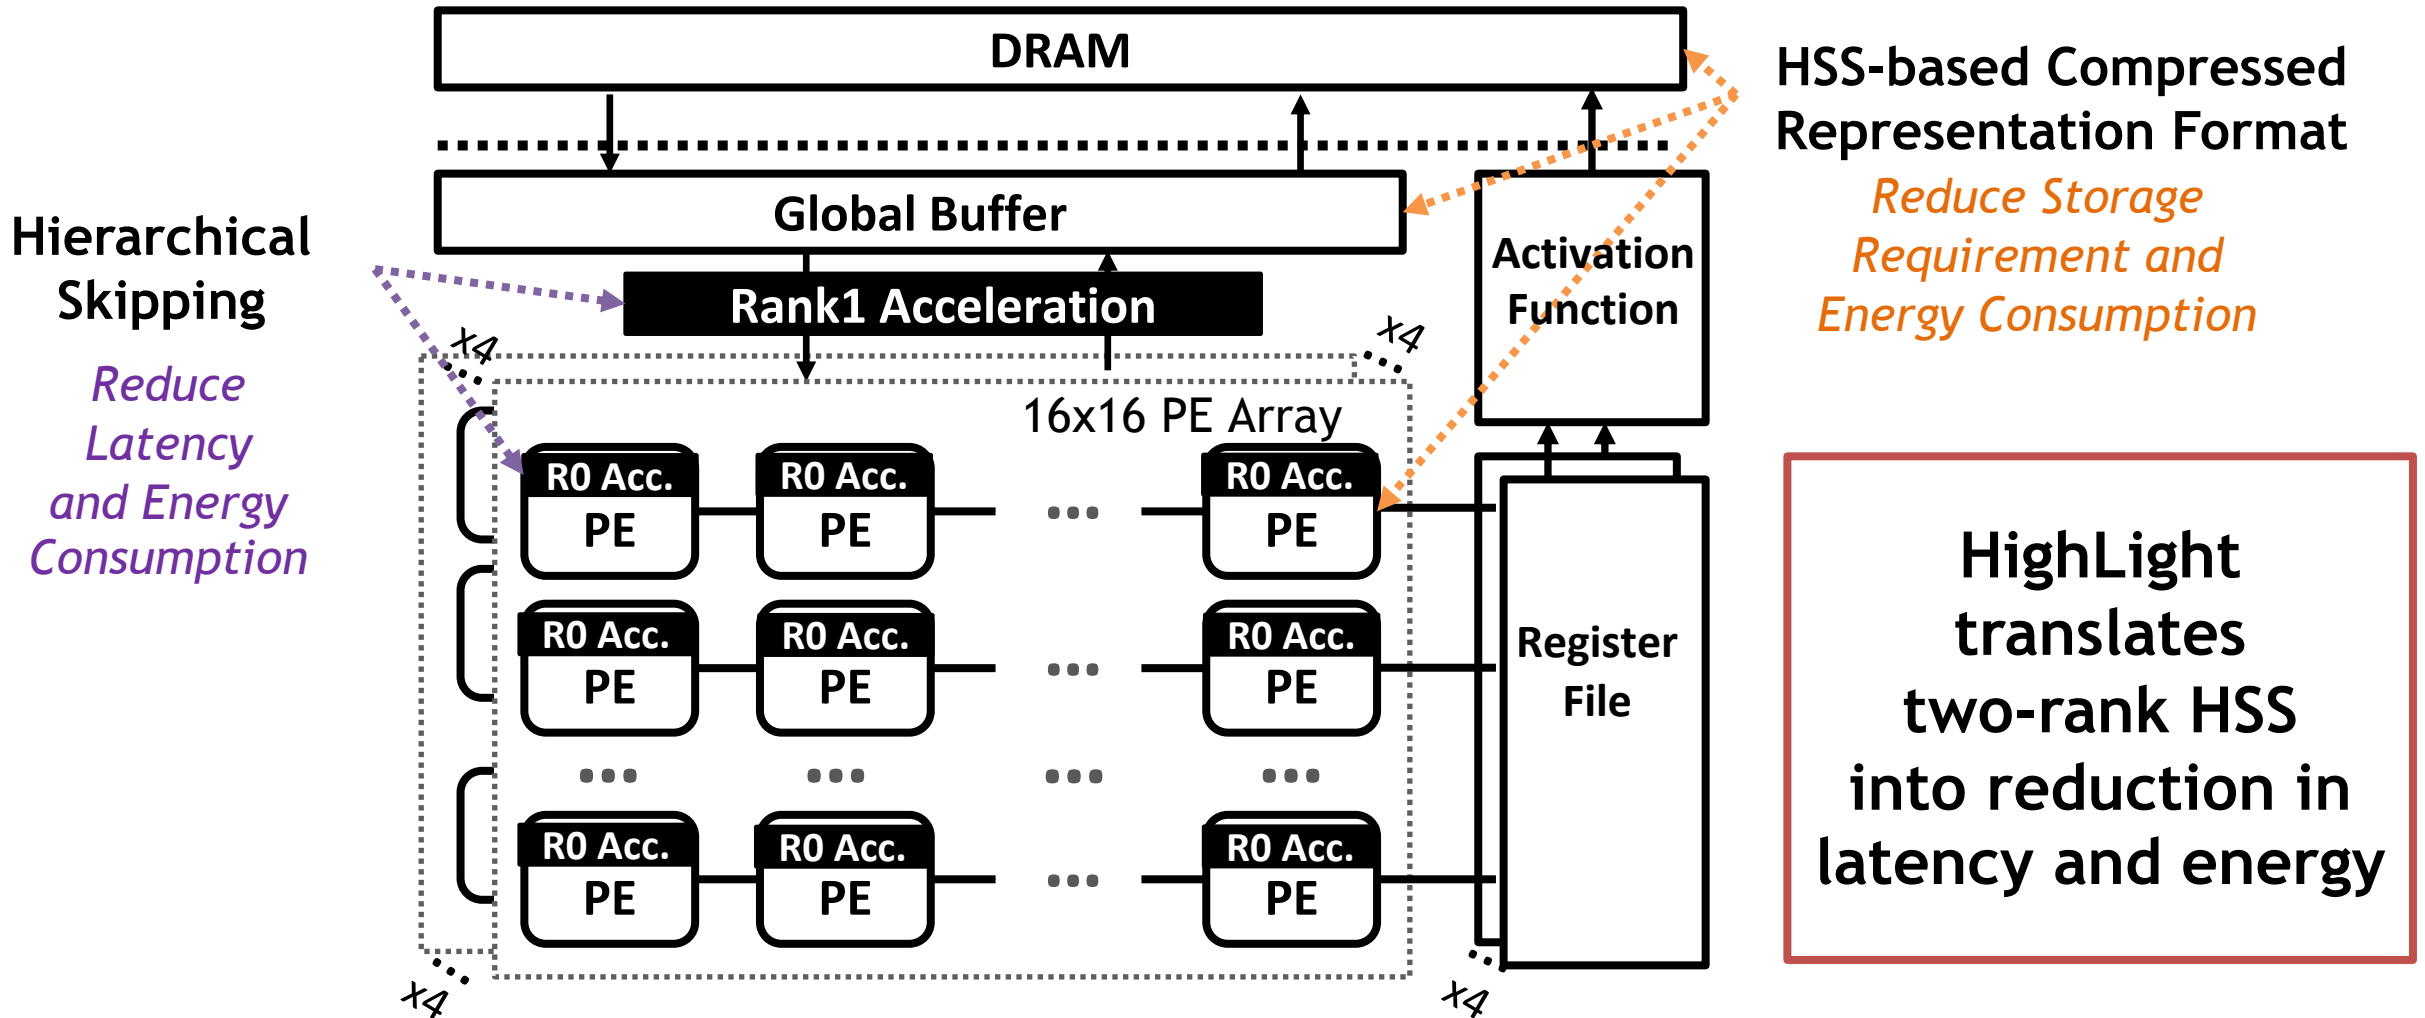 DRAM
HSS-based Compressed
Representation Format
Reduce Storage
Requirement and
Energy Consumption
Global Buffer
Activation
Function
Hierarchical
Skipping
Reduce
Latency
and Energy
Consumption
Rank1 Acceleration
x4
x4
16x16 PE Array
R0 Acc.
PE
R0 Acc.
PE
...
R0 Acc.
PE
R0 Acc.
PE
R0 Acc.
PE
...
R0 Acc.
PE
... ... ... ...
R0 Acc.
PE
R0 Acc.
PE
...
R0 Acc.
PE
Register
File
x4
x4
HighLight
translates
two-rank HSS
into reduction in
latency and energy